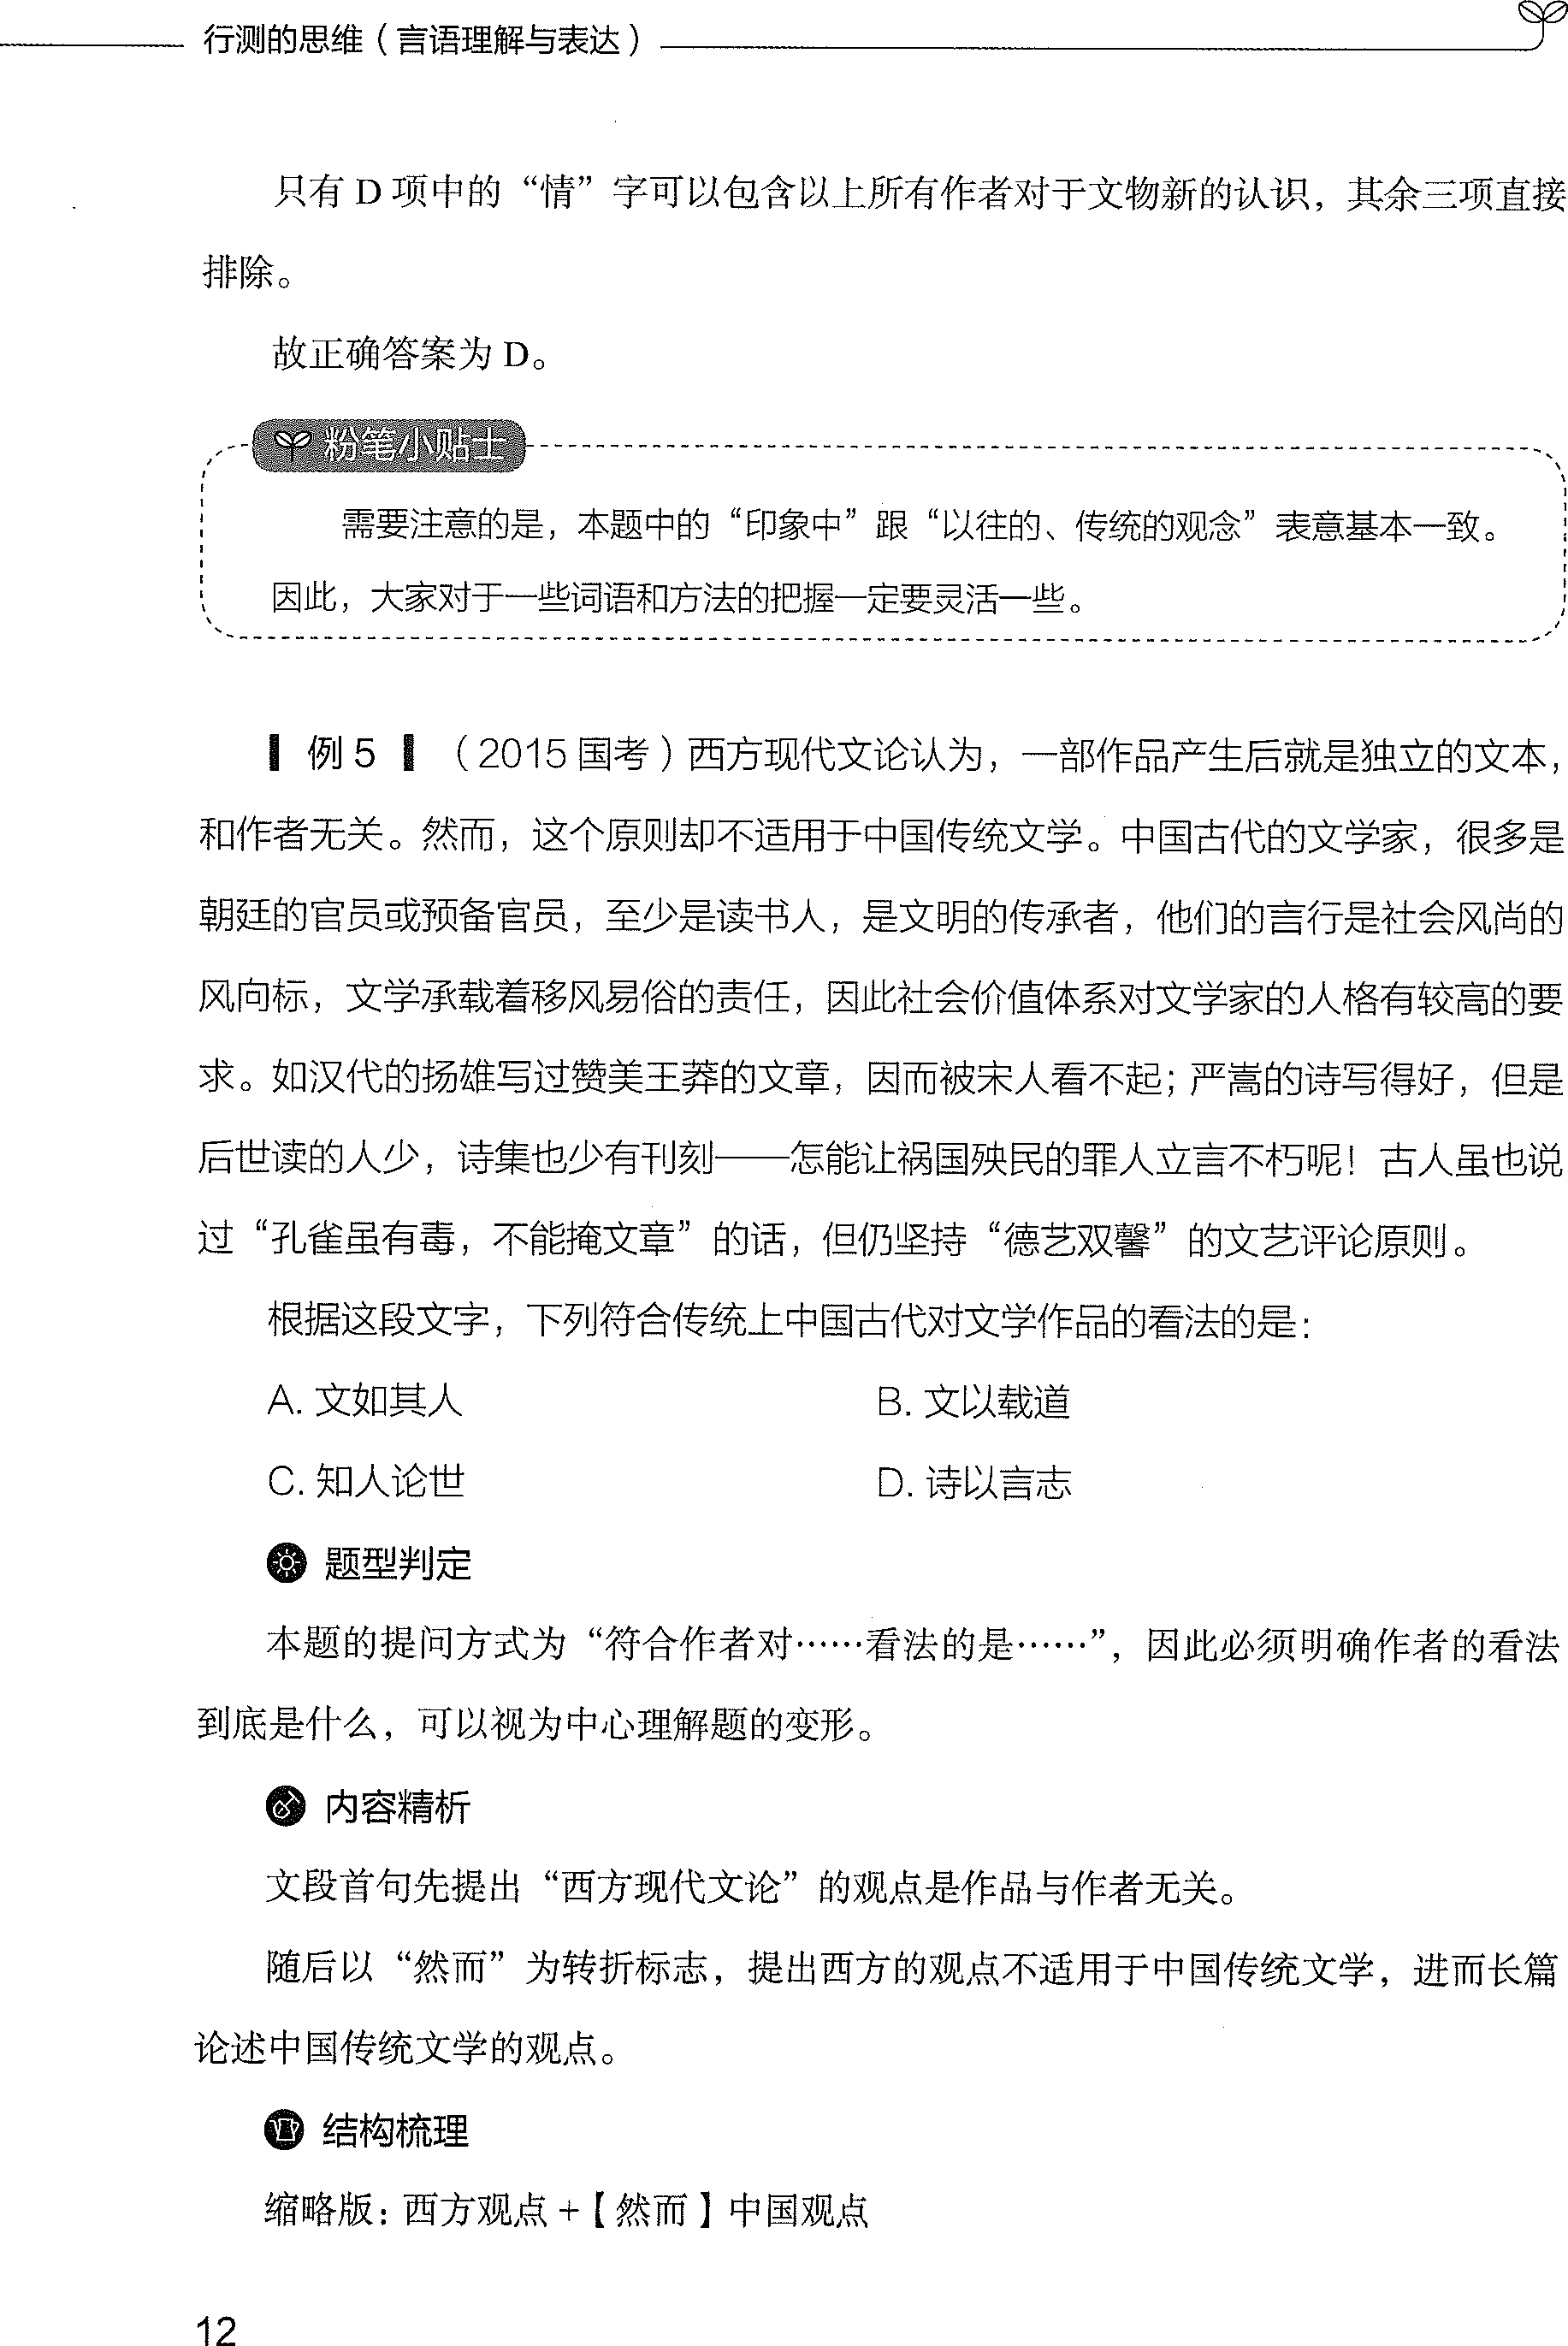 行测的思维（言语理解与表达）
只有 D 项中的“情”字可以包含以上所有作者对于文物新的认识，其余三项直接
排除。
故正确答案为 D。
粉笔小贴士
需要注意的是，本题中的“印象中”跟“以往的、传统的观念”表意基本一致。
因此，大家对于一些词语和方法的把握一定要灵活一些。
例 5 （2015 国考）西方现代文论认为，一部作品产生后就是独立的文本，
和作者无关。然而，这个原则却不适用于中国传统文学。中国古代的文学家，很多是
朝廷的官员或预备官员，至少是读书人，是文明的传承者，他们的言行是社会风尚的
风向标，文学承载着移风易俗的责任，因此社会价值体系对文学家的人格有较高的要
求。如汉代的扬雄写过赞美王莽的文章，因而被宋人看不起；严嵩的诗写得好，但是
后世读的人少，诗集也少有刊刻——怎能让祸国殃民的罪人立言不朽呢！古人虽也说
过“孔雀虽有毒，不能掩文章”的话，但仍坚持“德艺双馨”的文艺评论原则。
根据这段文字，下列符合传统上中国古代对文学作品的看法的是：
A. 文如其人 B. 文以载道
C. 知人论世 D. 诗以言志
题型判定
本题的提问方式为“符合作者对……看法的是……”，因此必须明确作者的看法
到底是什么，可以视为中心理解题的变形。
内容精析
文段首句先提出“西方现代文论”的观点是作品与作者无关。
随后以“然而”为转折标志，提出西方的观点不适用于中国传统文学，进而长篇
论述中国传统文学的观点。
结构梳理
缩略版：西方观点 +【然而】中国观点
12